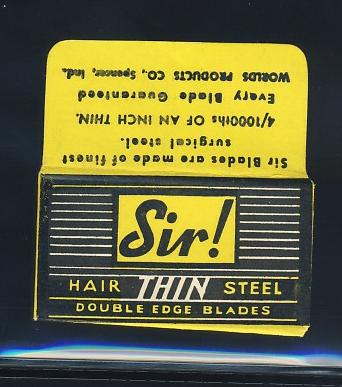 Sir Blades are made of finest
surgical steel.
4/1000ths OF AN INCH THIN.
Every Blade Guaranteed
WORLDS PRODUCTS CO., Spencer, Ind.
Sir!
HAIR THIN STEEL
DOUBLE EDGE BLADES